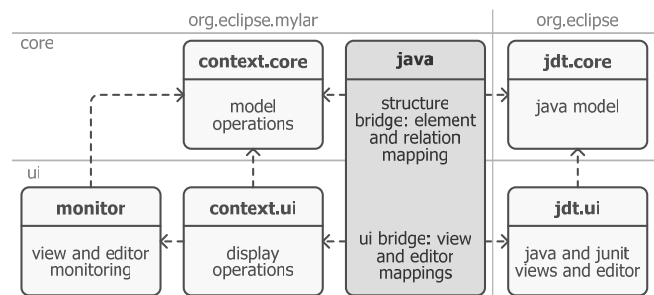 org.eclipse.mylar
org.eclipse
core
context.core
java
jdt.core
model
operations
structure
bridge: element
and relation
mapping
java model
ui
monitor
context.ui
jdt.ui
view and editor
monitoring
display
operations
ui bridge: view
and editor
mappings
java and junit
views and editor